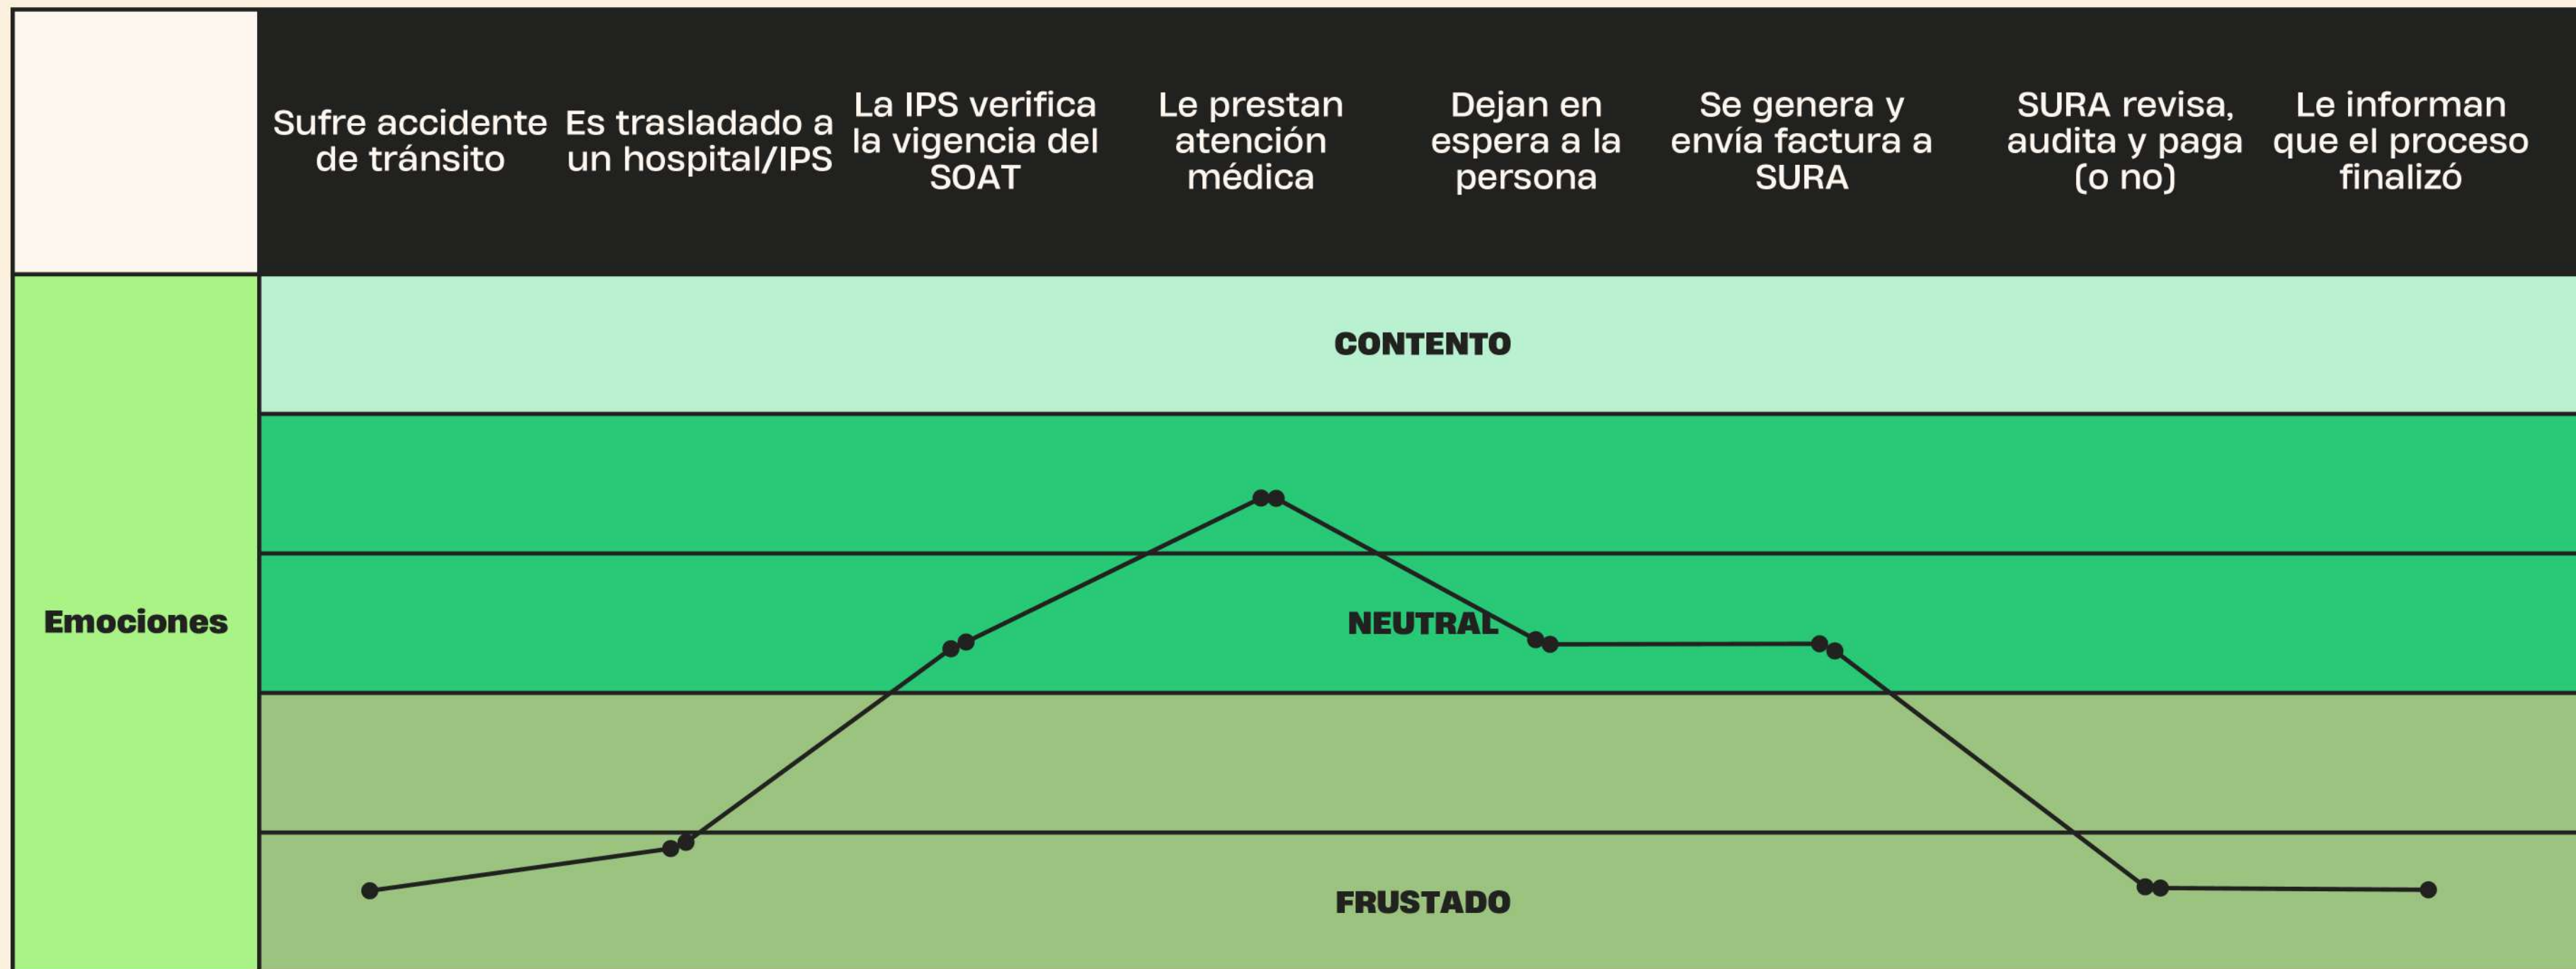 Sufre accidente
de tránsito
Es trasladado a
un hospital/IPS
La IPS verifica
la vigencia del
SOAT
Le prestan
atención
médica
Dejan en
espera a la
persona
Se genera y
envía factura a
SURA
SURA revisa,
audita y paga
(o no)
Le informan
que el proceso
finalizó
Emociones
CONTENTO
NEUTRAL
FRUSTADO